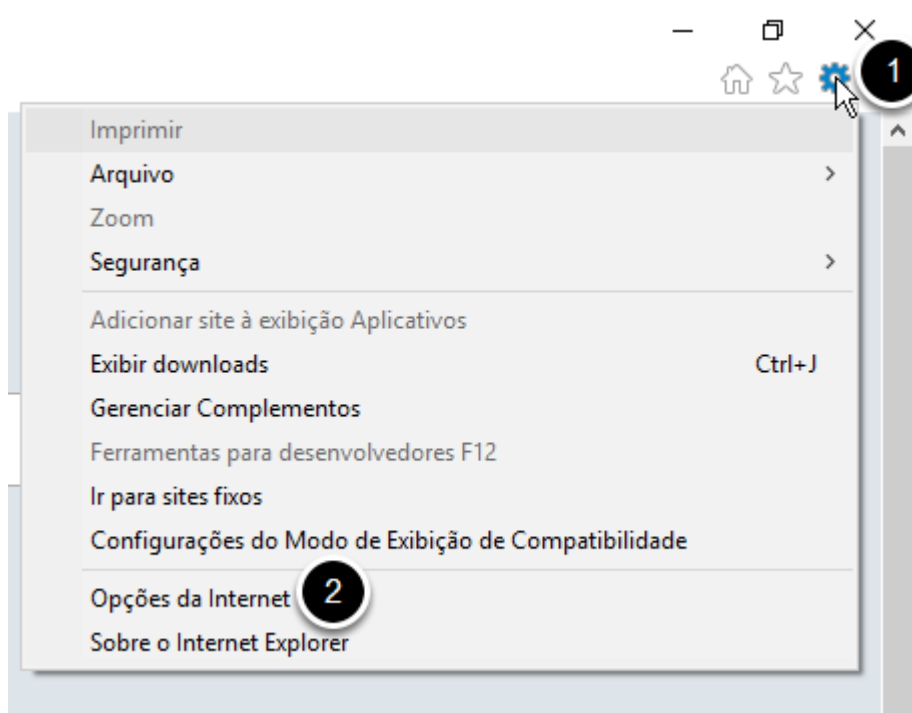 1
Imprimir
Arquivo
Zoom
Segurança
Adicionar site à exibição Aplicativos
Exibir downloads Ctrl+J
Gerenciar Complementos
Ferramentas para desenvolvedores F12
Ir para sites fixos
Configurações do Modo de Exibição de Compatibilidade
Opções da Internet 2
Sobre o Internet Explorer